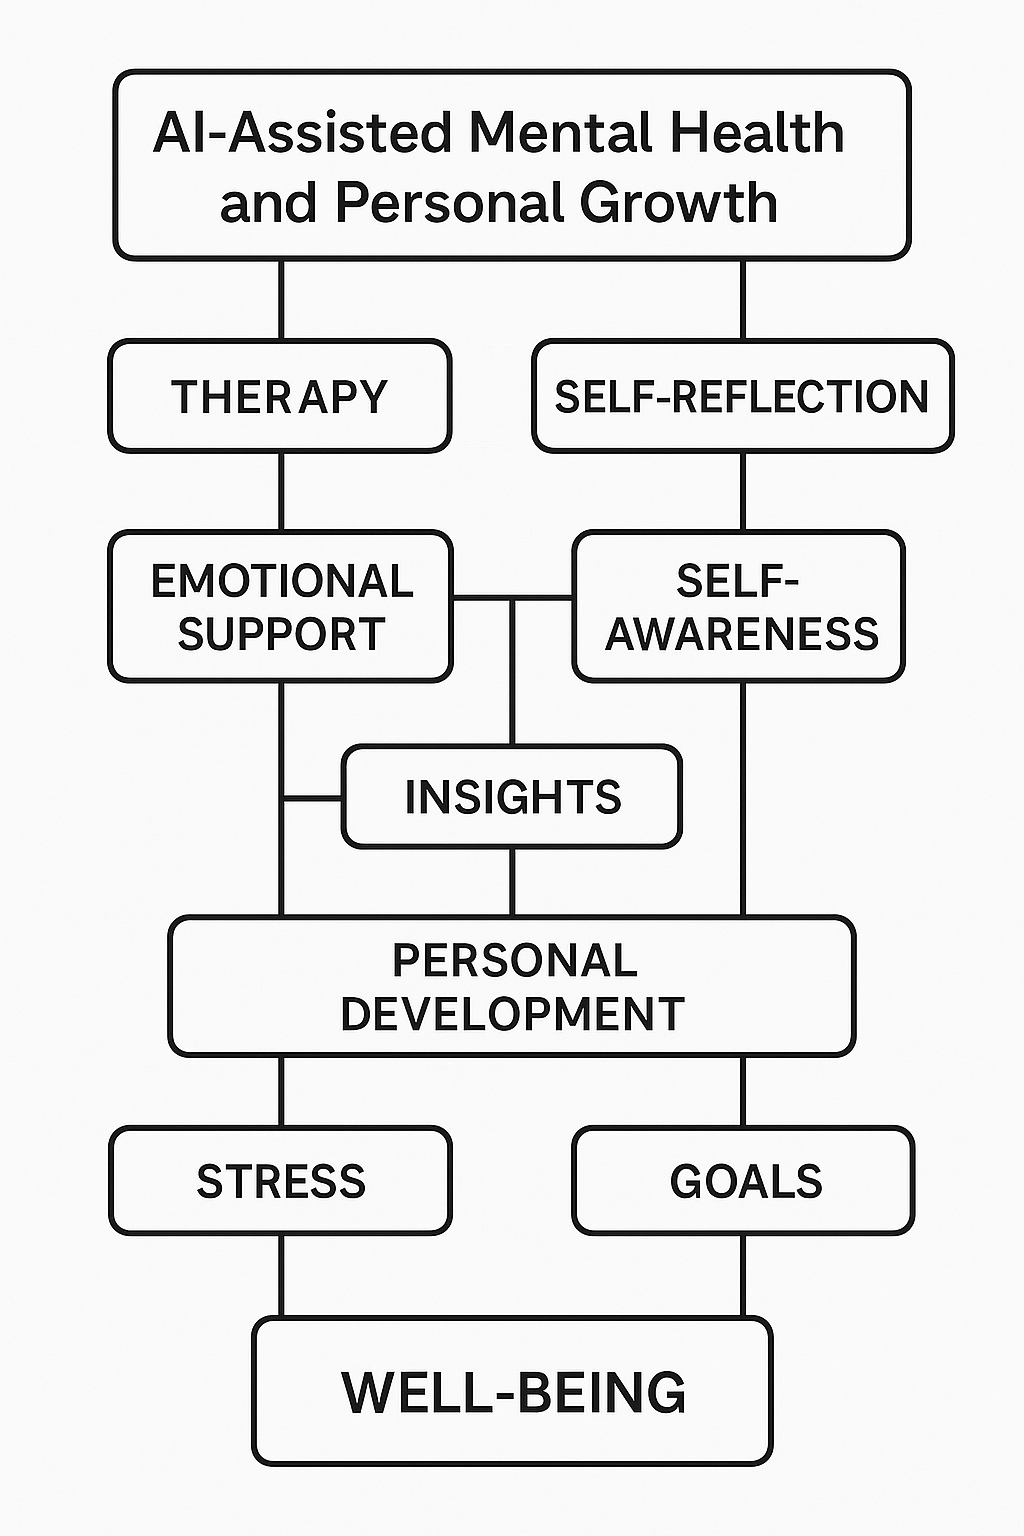 AI-Assisted Mental Health
and Personal Growth
THERAPY
SELF-REFLECTION
EMOTIONAL
SUPPORT
SELF-
AWARENESS
INSIGHTS
PERSONAL
DEVELOPMENT
STRESS
GOALS
WELL-BEING